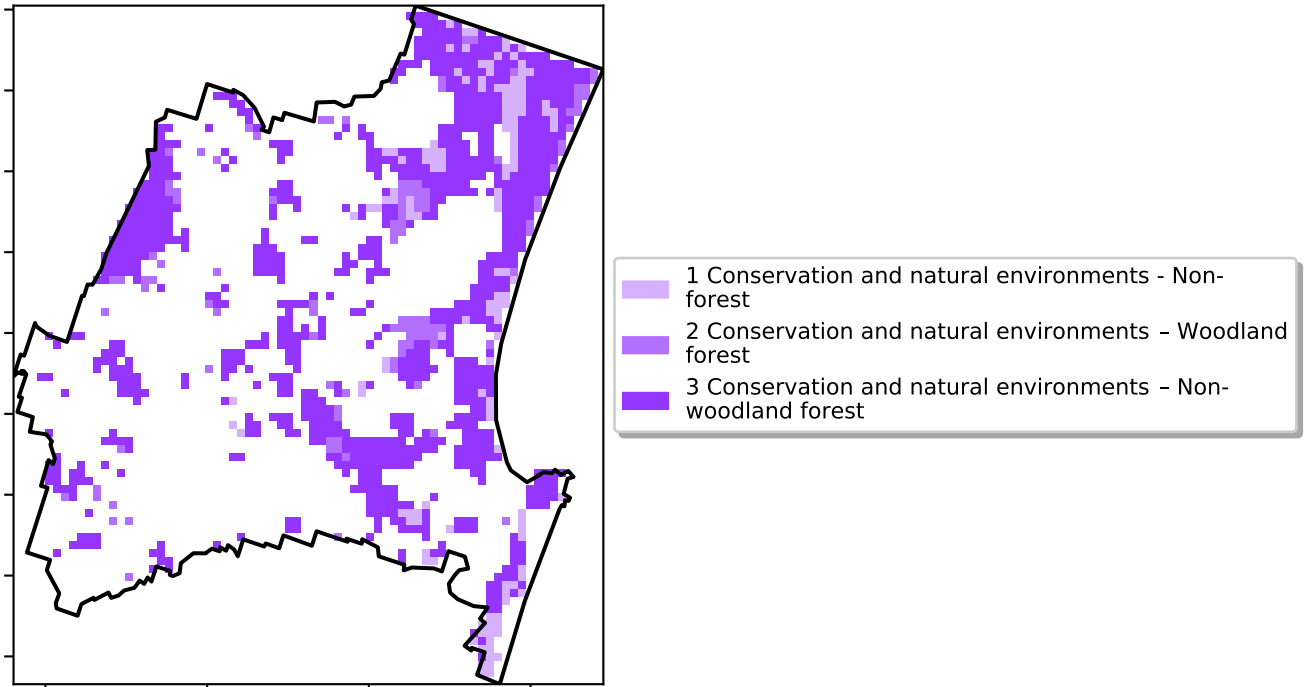 1 Conservation and natural environments - Non-
forest
2 Conservation and natural environments – Woodland
forest
3 Conservation and natural environments – Non-
woodland forest